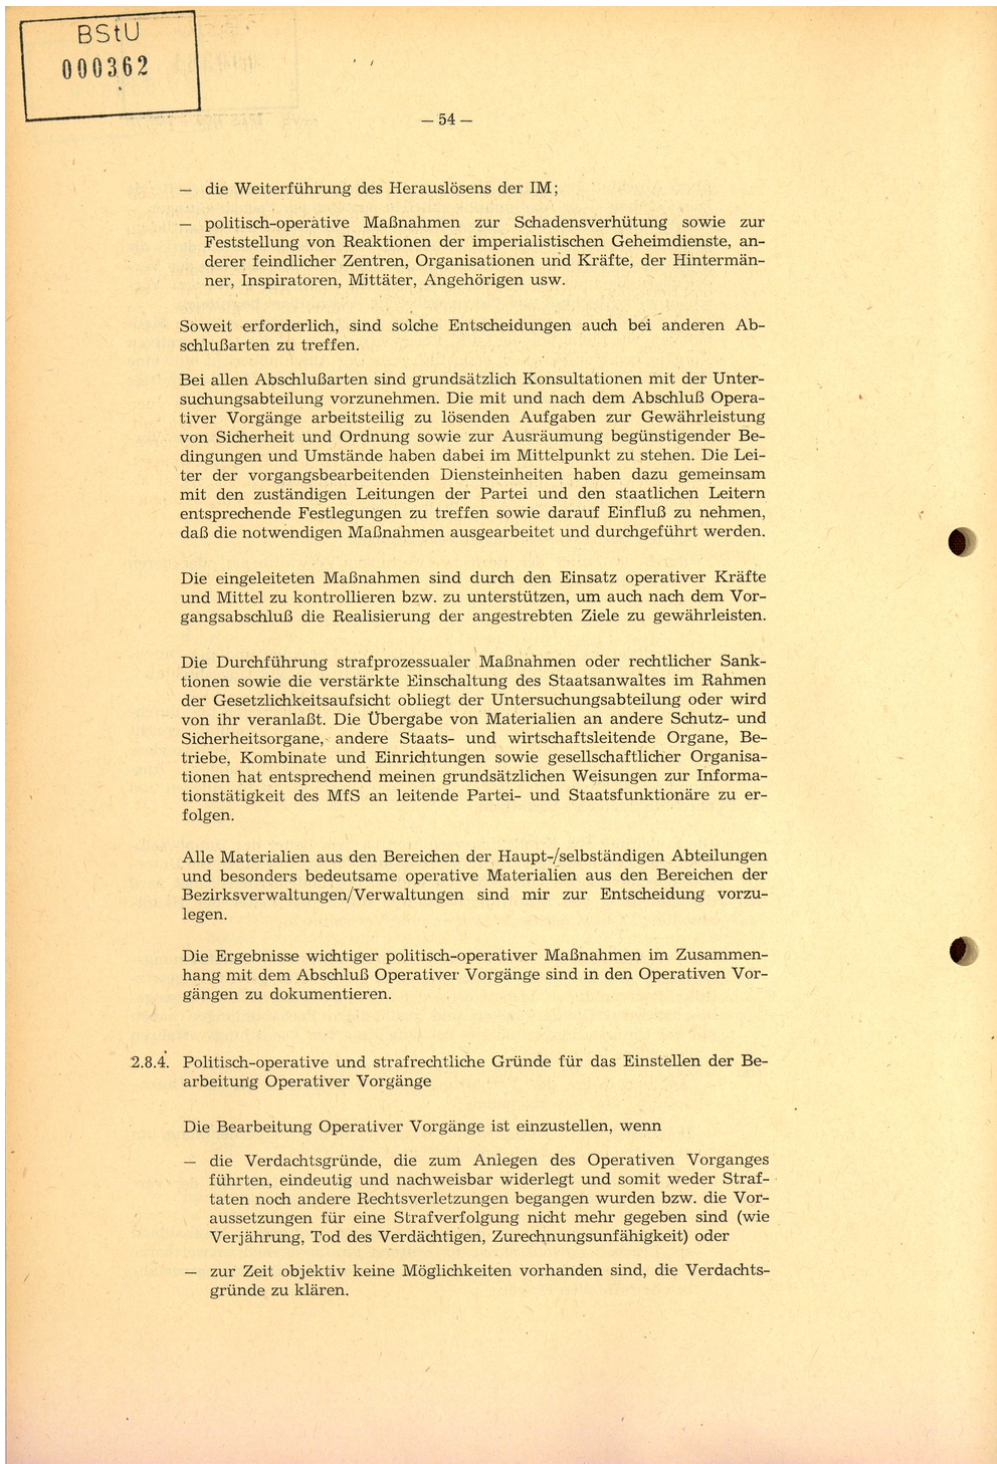 BStU
000362
— 54 —
— die Weiterführung des Herauslösens der IM;
— politisch-operative Maßnahmen zur Schadensverhütung sowie zur
Feststellung von Reaktionen der imperialistischen Geheimdienste, an-
derer feindlicher Zentren, Organisationen und Kräfte, der Hintermän-
ner, Inspiratoren, Mittäter, Angehörigen usw.
Soweit erforderlich, sind solche Entscheidungen auch bei anderen Ab-
schlußarten zu treffen.
Bei allen Abschlußarten sind grundsätzlich Konsultationen mit der Unter-
suchungsabteilung vorzunehmen. Die mit und nach dem Abschluß Opera-
tiver Vorgänge arbeitsteilig zu lösenden Aufgaben zur Gewährleistung
von Sicherheit und Ordnung sowie zur Ausräumung begünstigender Be-
dingungen und Umstände haben dabei im Mittelpunkt zu stehen. Die Lei-
ter der vorgangsbearbeitenden Diensteinheiten haben dazu gemeinsam
mit den zuständigen Leitungen der Partei und den staatlichen Leitern
entsprechende Festlegungen zu treffen sowie darauf Einfluß zu nehmen,
daß die notwendigen Maßnahmen ausgearbeitet und durchgeführt werden.
Die eingeleiteten Maßnahmen sind durch den Einsatz operativer Kräfte
und Mittel zu kontrollieren bzw. zu unterstützen, um auch nach dem Vor-
gangsabschluß die Realisierung der angestrebten Ziele zu gewährleisten.
Die Durchführung strafprozessualer Maßnahmen oder rechtlicher Sank-
tionen sowie die verstärkte Einschaltung des Staatsanwaltes im Rahmen
der Gesetzlichkeitsaufsicht obliegt der Untersuchungsabteilung oder wird
von ihr veranlaßt. Die Übergabe von Materialien an andere Schutz- und
Sicherheitsorgane, andere Staats- und wirtschaftsleitende Organe, Be-
triebe, Kombinate und Einrichtungen sowie gesellschaftlicher Organisa-
tionen hat entsprechend meinen grundsätzlichen Weisungen zur Informa-
tionstätigkeit des MfS an leitende Partei- und Staatsfunktionäre zu er-
folgen.
Alle Materialien aus den Bereichen der Haupt-/selbständigen Abteilungen
und besonders bedeutsame operative Materialien aus den Bereichen der
Bezirksverwaltungen/Verwaltungen sind mir zur Entscheidung vorzu-
legen.
Die Ergebnisse wichtiger politisch-operativer Maßnahmen im Zusammen-
hang mit dem Abschluß Operativer Vorgänge sind in den Operativen Vor-
gängen zu dokumentieren.
2.8.4. Politisch-operative und strafrechtliche Gründe für das Einstellen der Be-
arbeitung Operativer Vorgänge
Die Bearbeitung Operativer Vorgänge ist einzustellen, wenn
— die Verdachtsgründe, die zum Anlegen des Operativen Vorganges
führten, eindeutig und nachweisbar widerlegt und somit weder Straf-
taten noch andere Rechtsverletzungen begangen wurden bzw. die Vor-
aussetzungen für eine Strafverfolgung nicht mehr gegeben sind (wie
Verjährung, Tod des Verdächtigen, Zurechnungsunfähigkeit) oder
— zur Zeit objektiv keine Möglichkeiten vorhanden sind, die Verdachts-
gründe zu klären.